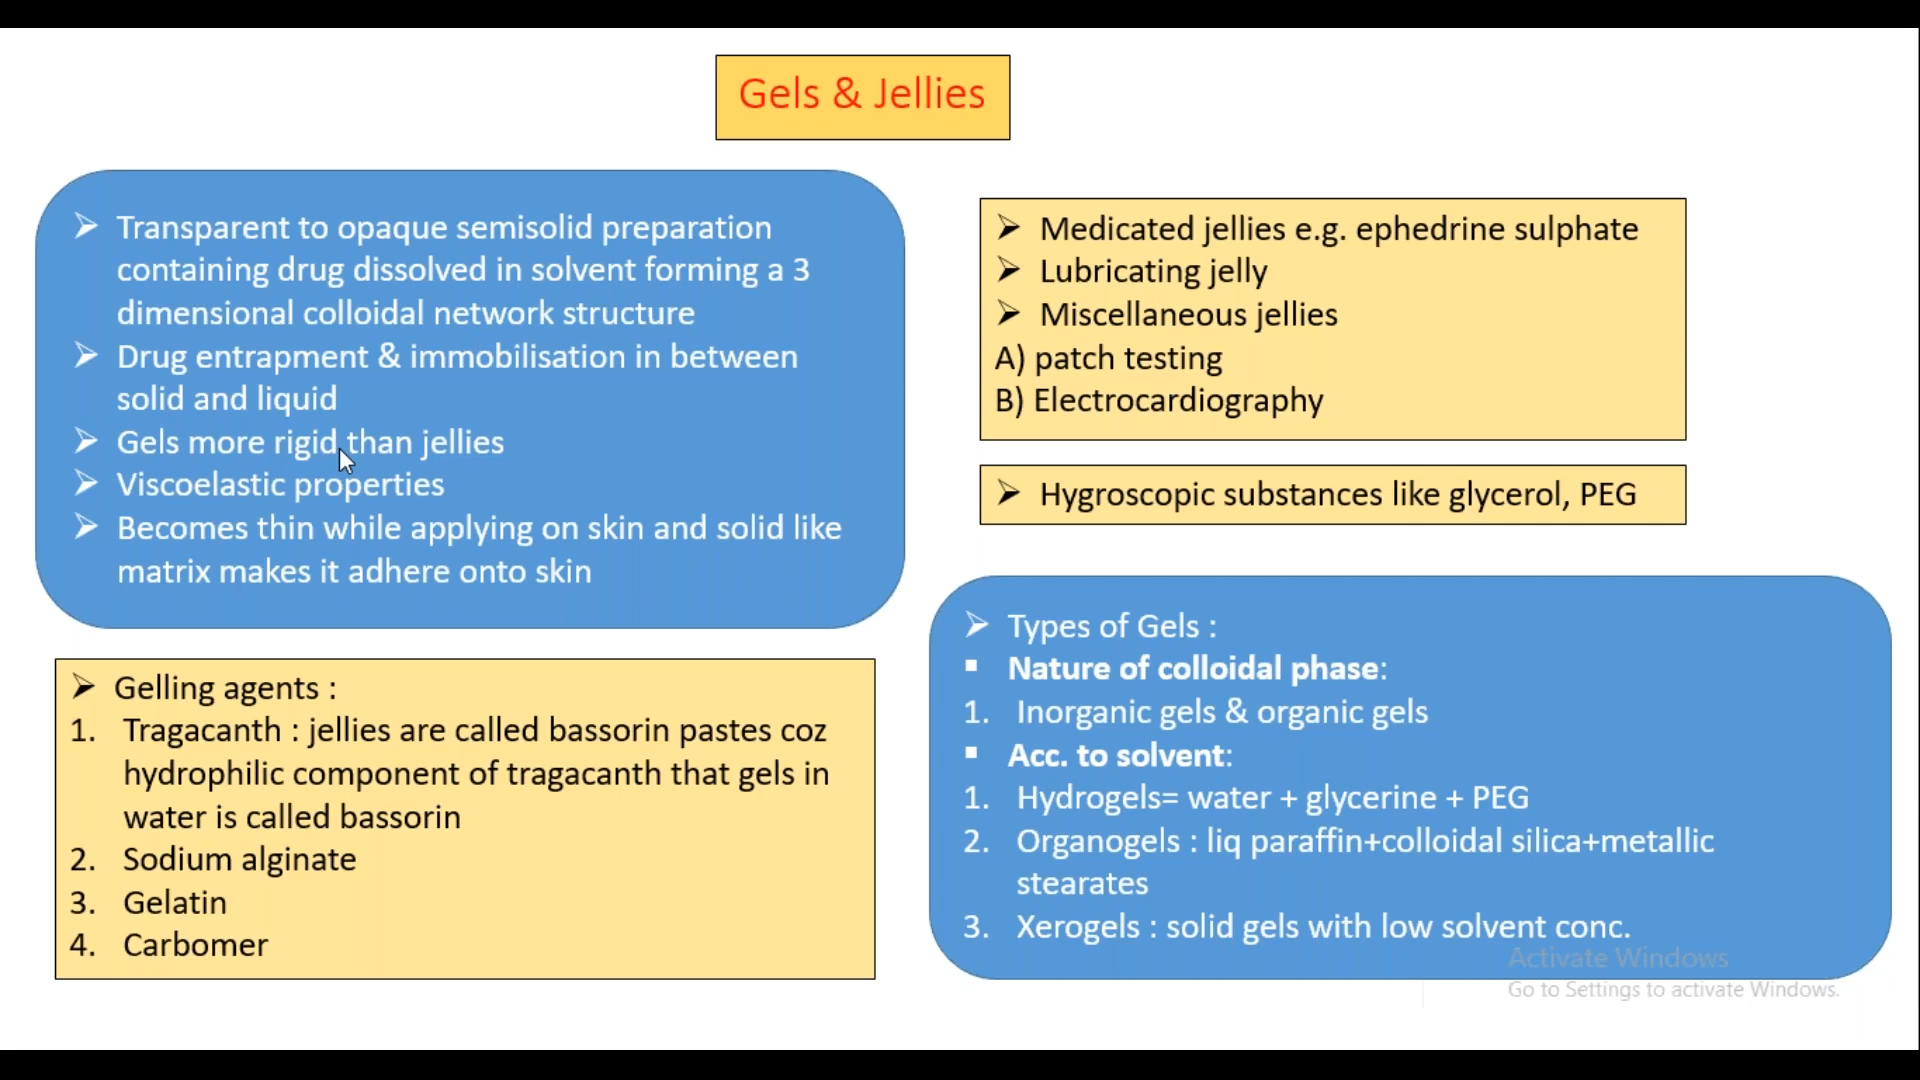 Gels & Jellies
➢ Transparent to opaque semisolid preparation
containing drug dissolved in solvent forming a 3
dimensional colloidal network structure
➢ Drug entrapment & immobilisation in between
solid and liquid
➢ Gels more rigid than jellies
➢ Viscoelastic properties
➢ Becomes thin while applying on skin and solid like
matrix makes it adhere onto skin
➢ Gelling agents :
1. Tragacanth : jellies are called bassorin pastes coz
hydrophilic component of tragacanth that gels in
water is called bassorin
2. Sodium alginate
3. Gelatin
4. Carbomer
➢ Medicated jellies e.g. ephedrine sulphate
➢ Lubricating jelly
➢ Miscellaneous jellies
A) patch testing
B) Electrocardiography
➢ Hygroscopic substances like glycerol, PEG
➢ Types of Gels :
▪ Nature of colloidal phase:
1. Inorganic gels & organic gels
▪ Acc. to solvent:
1. Hydrogels= water + glycerine + PEG
2. Organogels : liq paraffin+colloidal silica+metallic
stearates
3. Xerogels : solid gels with low solvent conc.
Activate Windows
Go to Settings to activate Windows.